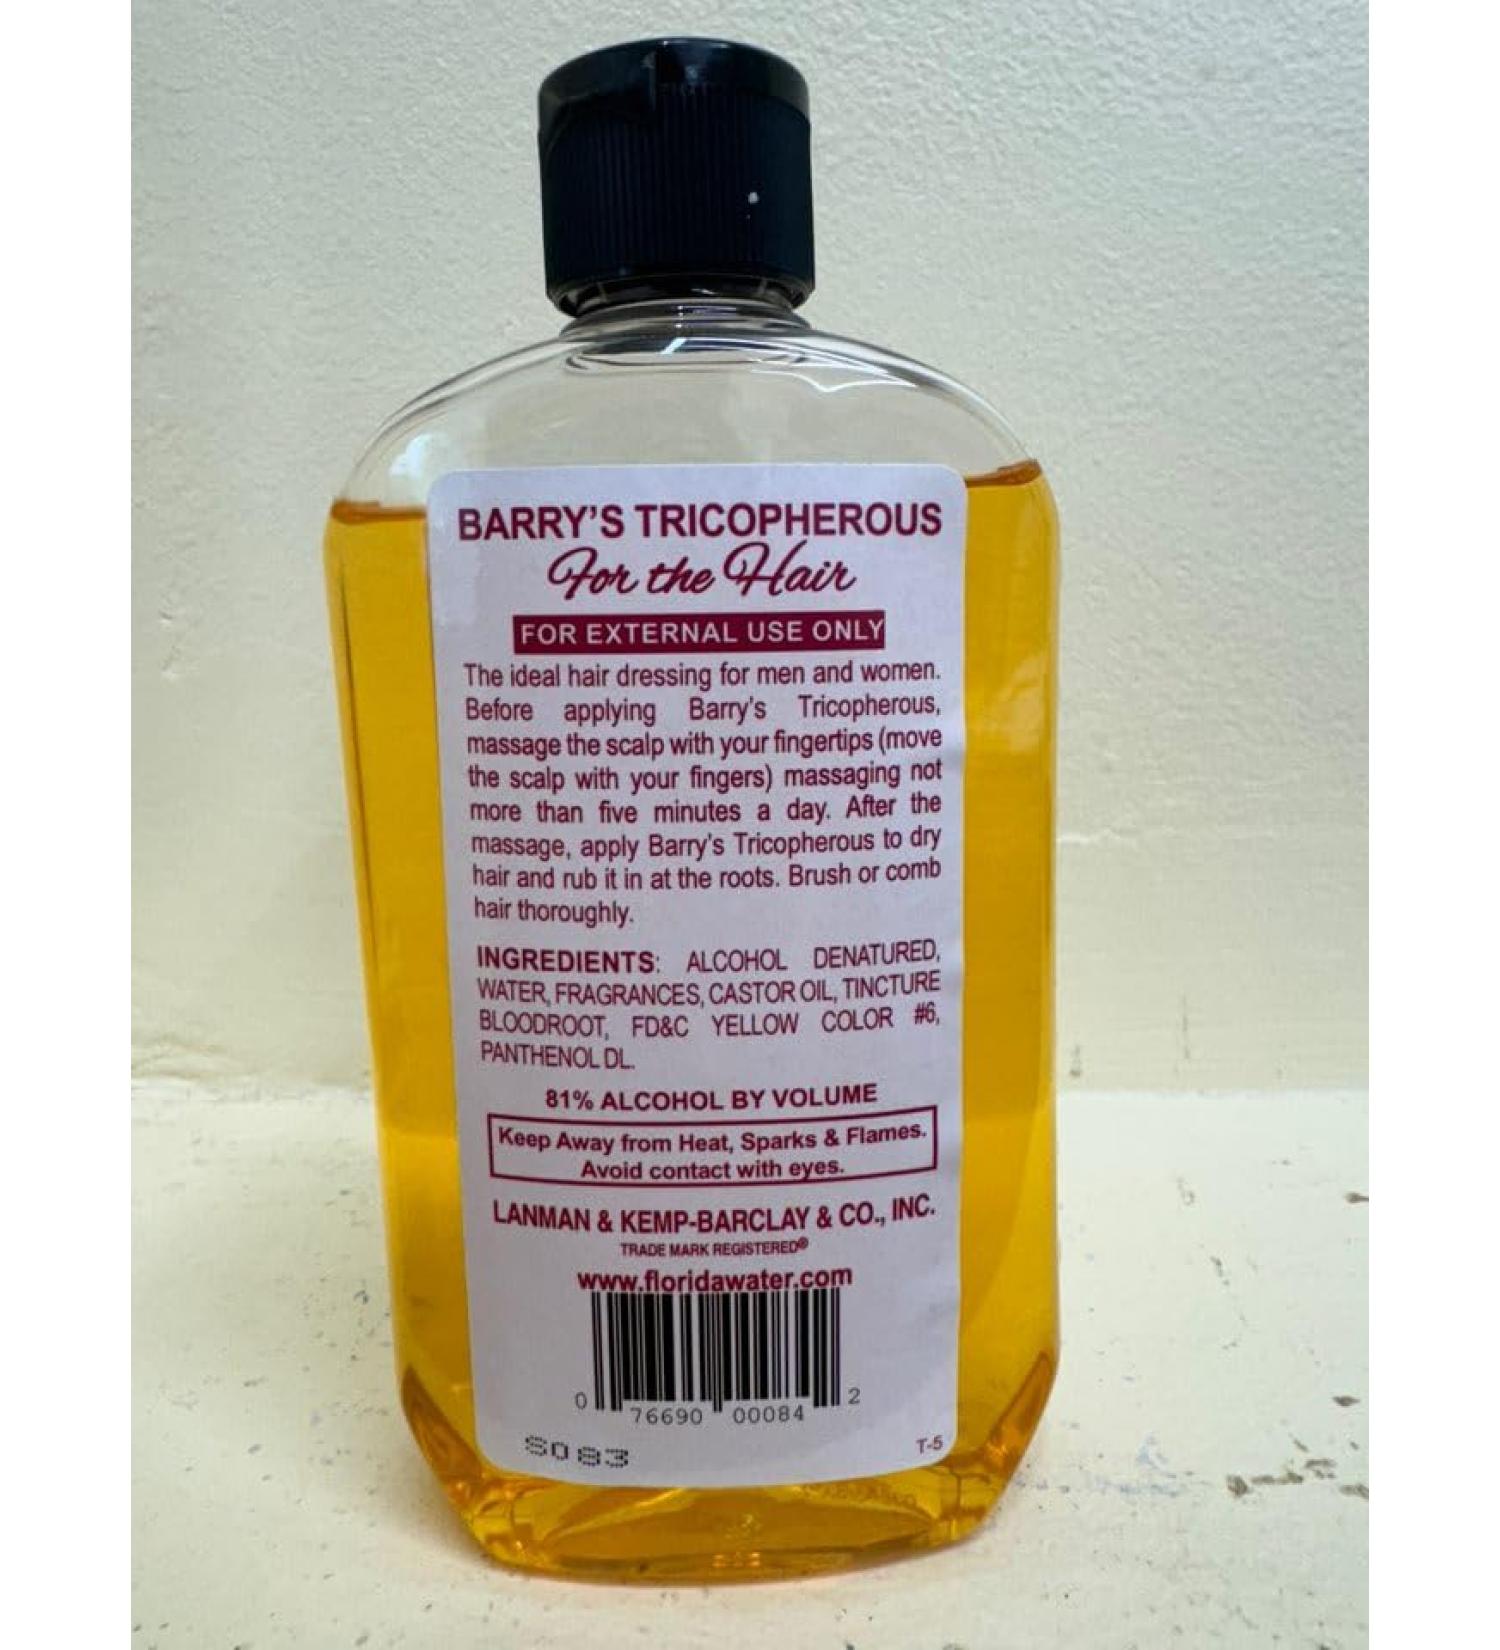 BARRY'S TRICOPHEROUS
For the Hair
FOR EXTERNAL USE ONLY
The ideal hair dressing for men and women.
Before applying Barry's Tricopherous,
massage the scalp with your fingertips (move
the scalp with your fingers) massaging not
more than five minutes a day. After the
massage, apply Barry's Tricopherous to dry
hair and rub it in at the roots. Brush or comb
hair thoroughly.
INGREDIENTS: ALCOHOL DENATURED,
WATER, FRAGRANCES, CASTOR OIL, TINCTURE
BLOODROOT, FD&C YELLOW COLOR #6,
PANTHENOL DL.
81% ALCOHOL BY VOLUME
Keep Away from Heat, Sparks & Flames.
Avoid contact with eyes.
LANMAN & KEMP-BARCLAY & CO., INC.
TRADE MARK REGISTERED®
www.floridawater.com
0 76690 00084 2
S083
T-5